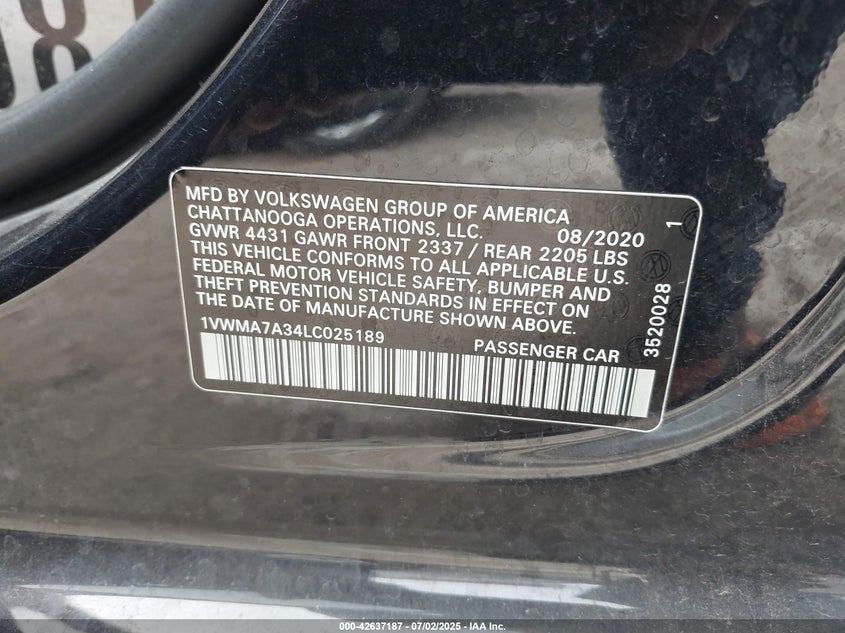 MFD BY VOLKSWAGEN GROUP OF AMERICA
CHATTANOOGA OPERATIONS, LLC. 08/2020 1
GVWR 4431 GAWR FRONT 2337 / REAR 2205 LBS
THIS VEHICLE CONFORMS TO ALL APPLICABLE U.S.
FEDERAL MOTOR VEHICLE SAFETY, BUMPER AND
THEFT PREVENTION STANDARDS IN EFFECT ON
THE DATE OF MANUFACTURE SHOWN ABOVE.
1VWMA7A34LC025189 PASSENGER CAR
3520028
000-42637187 - 07/02/2025 - IAA Inc.